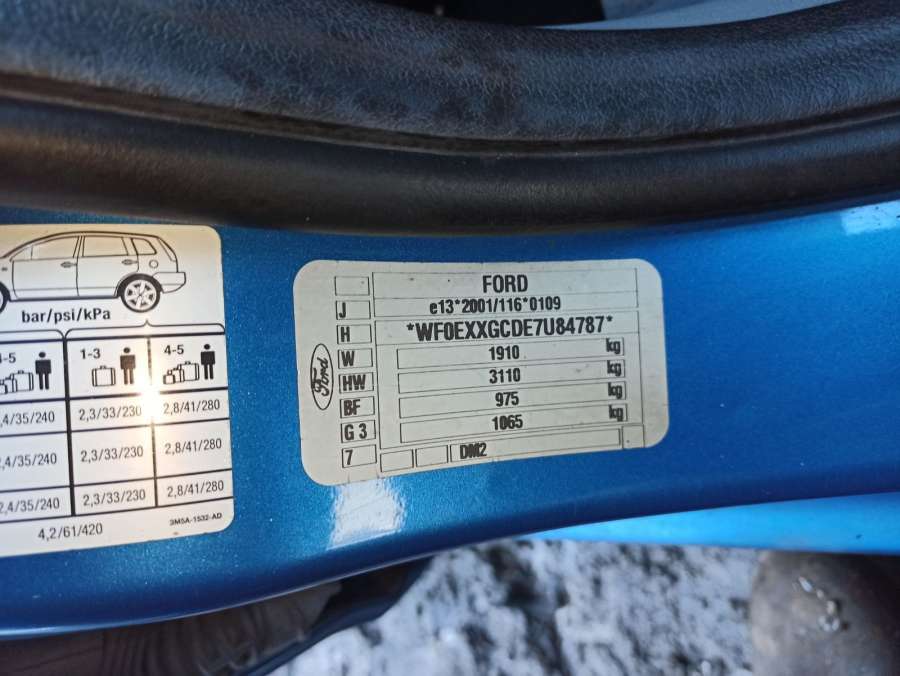 bar/psi/kPa
4-5 1-3 4-5
,4/35/240 2,3/33/230 2,8/41/280
2,4/35/240 2,3/33/230 2,8/41/280
2,4/35/240 2,3/33/230 2,8/41/280
4,2/61/420
3M5A-1532-AD
Ford
FORD
J e13*2001/116*0109
H *WF0EXXGCDE7U84787*
W 1910 kg
HW 3110 kg
BF 975 kg
G 3 1065 kg
7 DM2